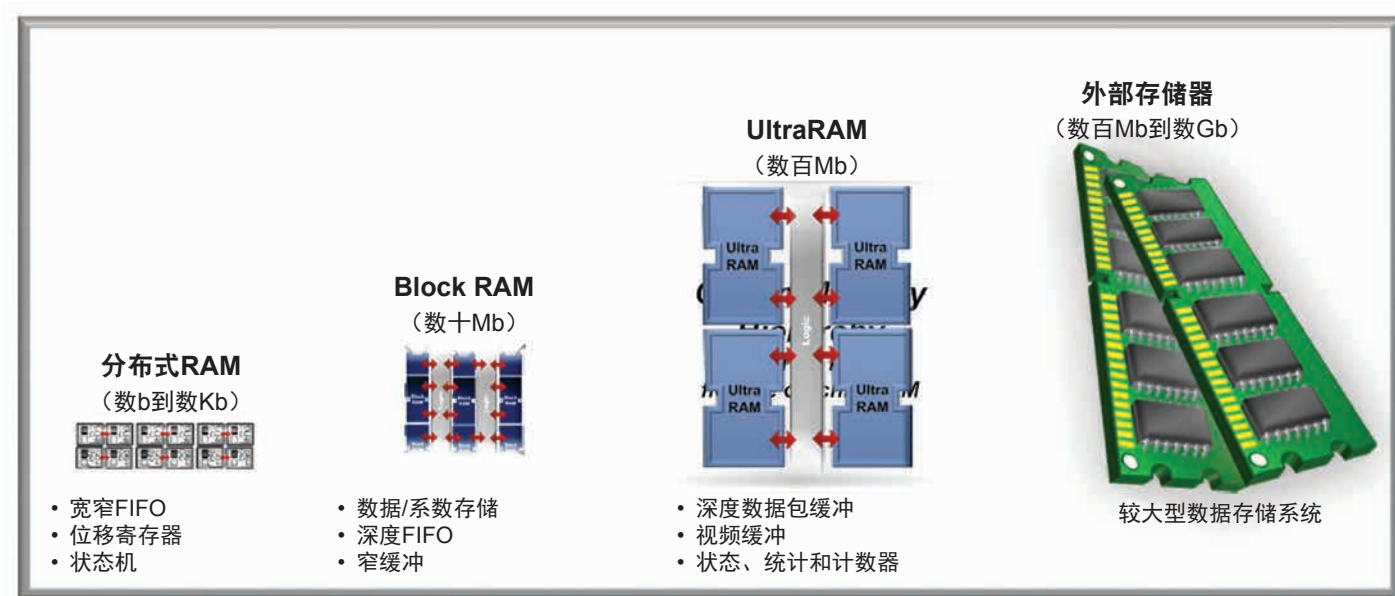 外部存储器
（数百Mb到数Gb）
UltraRAM
（数百Mb）
Ultra
RAM
Ultra
RAM
Logic
Ultra
RAM
Ultra
RAM
Block RAM
（数十Mb）
Block
RAM
分布式RAM
（数b到数Kb）
• 宽窄FIFO
• 位移寄存器
• 状态机
• 数据/系数存储
• 深度FIFO
• 窄缓冲
• 深度数据包缓冲
• 视频缓冲
• 状态、统计和计数器
较大型数据存储系统